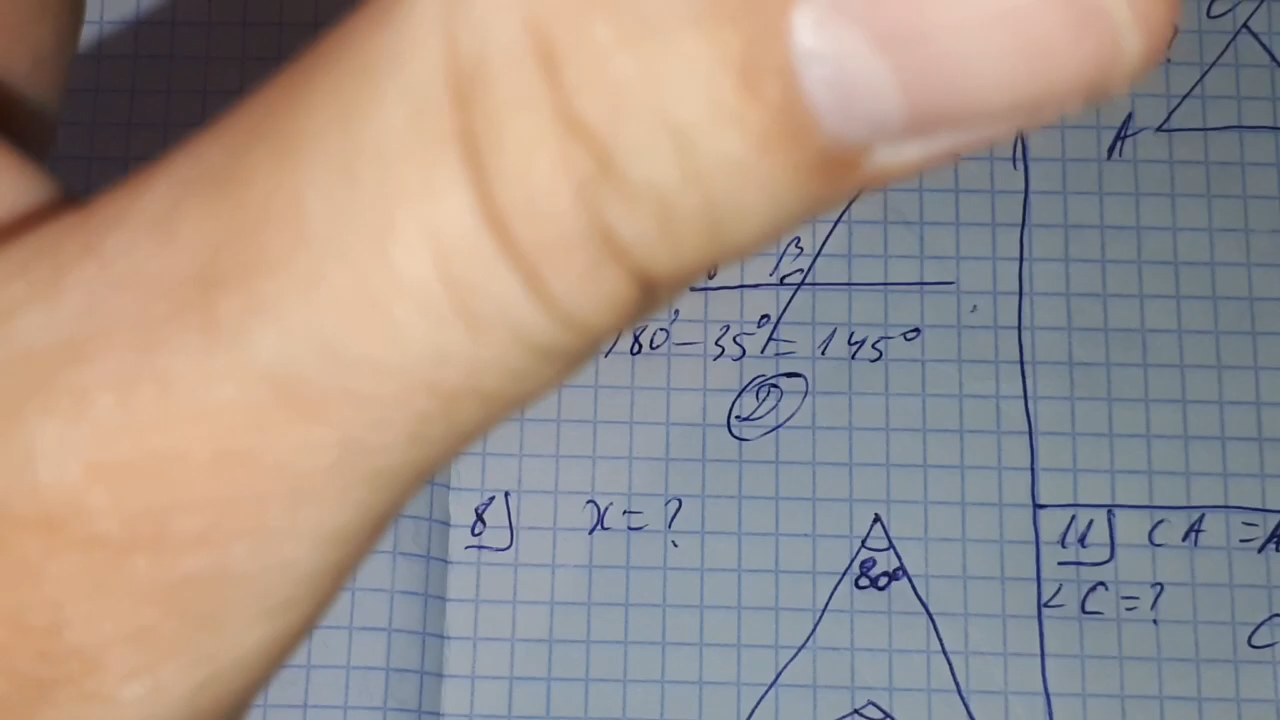 β
180° - 35° = 145°
D
8] x = ?
80°
A
11] CA =
< C = ?
C